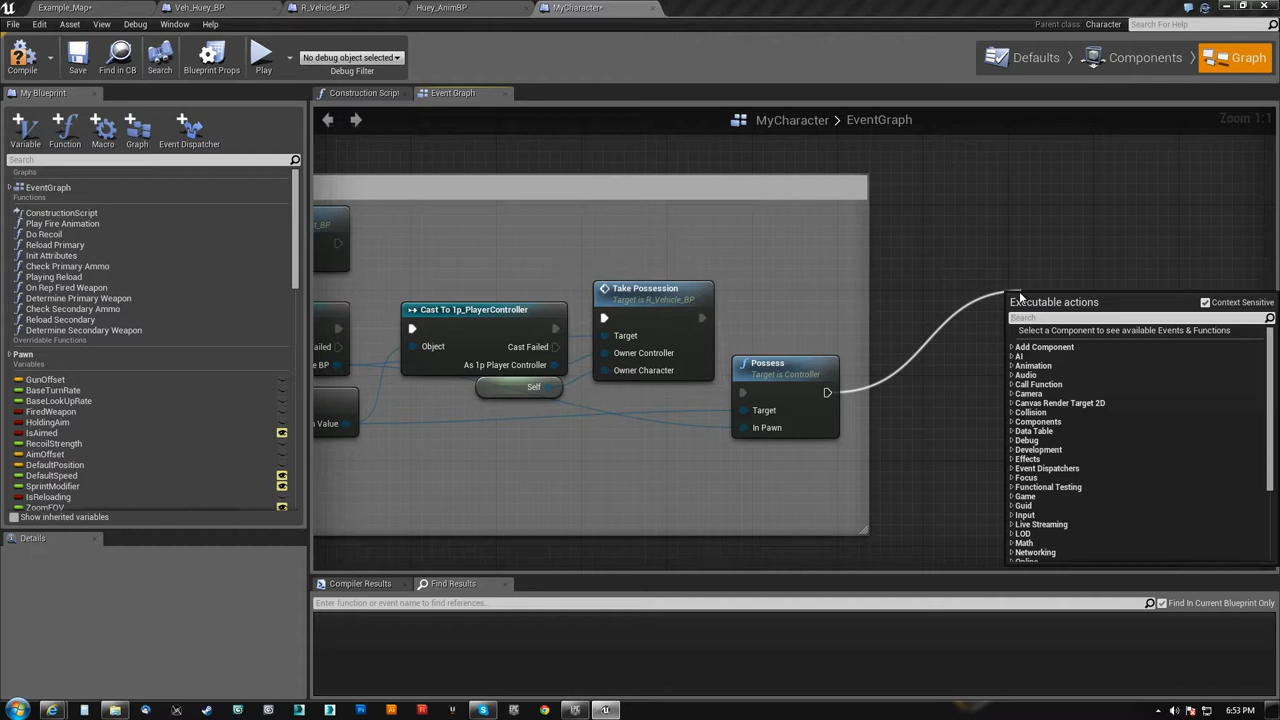 Example_Map*
Veh_Huey_BP
R_Vehicle_BP
Huey_AnimBP
MyCharacter*
File Edit Asset View Debug Window Help
Parent class: Character
Search For Help
Compile Save Find in CB Search Blueprint Props Play
No debug object selected
Debug Filter
Defaults Components Graph
My Blueprint
Construction Script
Event Graph
Variable Function Macro Graph Event Dispatcher
MyCharacter > EventGraph
Zoom 1:1
Search
Graphs
EventGraph
Functions
ConstructionScript
Play Fire Animation
Do Recoil
Reload Primary
Init Attributes
Check Primary Ammo
Playing Reload
On Rep Fired Weapon
Determine Primary Weapon
Check Secondary Ammo
Reload Secondary
Determine Secondary Weapon
Overridable Functions
Pawn
Variables
GunOffset
BaseTurnRate
BaseLookUpRate
FiredWeapon
HoldingAim
IsAimed
RecoilStrength
AimOffset
DefaultPosition
DefaultSpeed
SprintModifier
IsReloading
ZoomFOV
Show inherited variables
Details
Cast To 1p_PlayerController
Object
Cast Failed
As 1p Player Controller
Self
Take Possession
Target is R_Vehicle_BP
Target
Owner Controller
Owner Character
Possess
Target is Controller
Target
In Pawn
Executable actions
Context Sensitive
Search
Select a Component to see available Events & Functions
Add Component
AI
Animation
Audio
Call Function
Camera
Canvas Render Target 2D
Collision
Components
Data Table
Debug
Development
Effects
Event Dispatchers
Focus
Functional Testing
Game
Guid
Input
Live Streaming
LOD
Math
Networking
Online
Compiler Results
Find Results
Enter function or event name to find references...
Find In Current Blueprint Only
6:53 PM